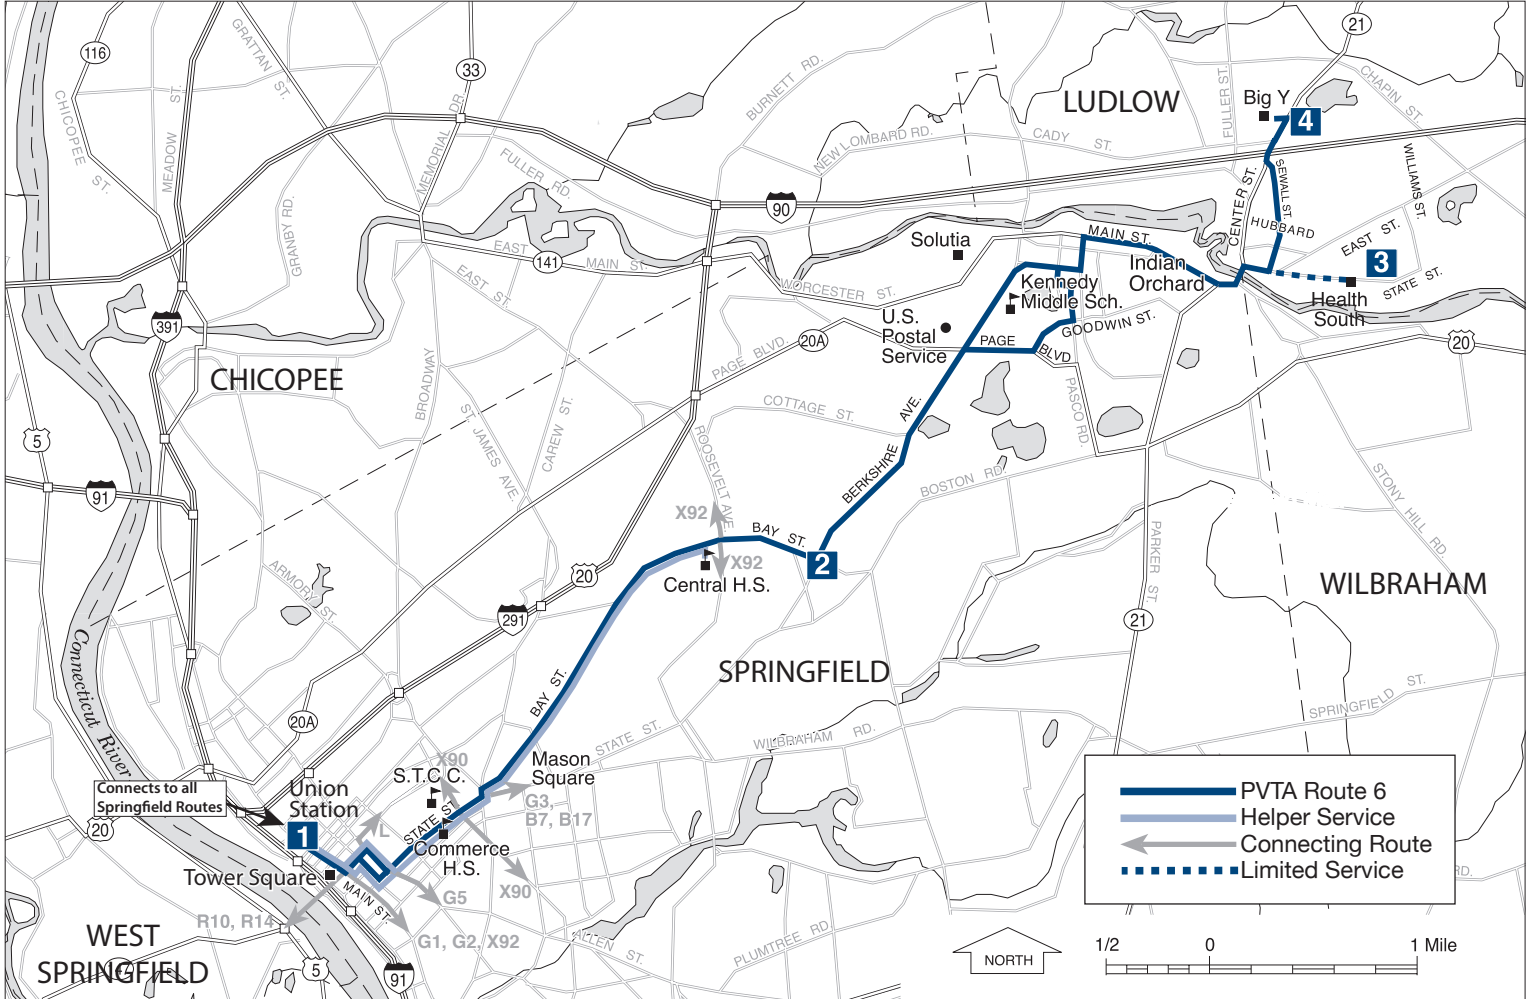 116
GRATTAN ST.
33
21
CHICOPEE ST.
MEADOW ST.
MEMORIAL DR.
BURNETT RD.
LUDLOW
FULLER ST.
CHAPIN ST.
Big Y
4
NEW LOMBARD RD.
CADY ST.
FULLER RD.
90
WILLIAMS ST.
SEWALL ST.
CENTER ST.
HUBBARD
EAST ST.
GRANBY RD.
EAST MAIN ST.
141
Solutia
MAIN ST.
Indian
Orchard
3
STATE ST.
Health
South
EAST ST.
WORCESTER ST.
Kennedy
Middle Sch.
U.S.
Postal
Service
GOODWIN ST.
391
20A
PAGE BLVD.
PAGE BLVD
20
CHICOPEE
BROADWAY
ST. JAMES AVE.
CAREW ST.
COTTAGE ST.
AVE.
BERKSHIRE
PASCO RD.
5
ROOSEVELT AVE.
BOSTON RD.
STONY HILL RD.
91
X92
BAY ST.
2
X92
Central H.S.
PARKER ST.
20
ARMORY ST.
291
WILBRAHAM
21
Connecticut River
SPRINGFIELD
BAY ST.
20A
STATE ST.
WILBRAHAM RD.
SPRINGFIELD ST.
X90
Mason
Square
S.T.C.C.
Connects to all
Springfield Routes
Union
Station
G3,
B7, B17
20
1
L
STATE ST.
Commerce
H.S.
Tower Square
MAIN ST.
X90
G5
R10, R14
G1, G2, X92
WEST
SPRINGFIELD
5
91
ALLEN ST.
PLUMTREE RD.
PVTA Route 6
Helper Service
Connecting Route
Limited Service
RD.
NORTH
1/2 0 1 Mile